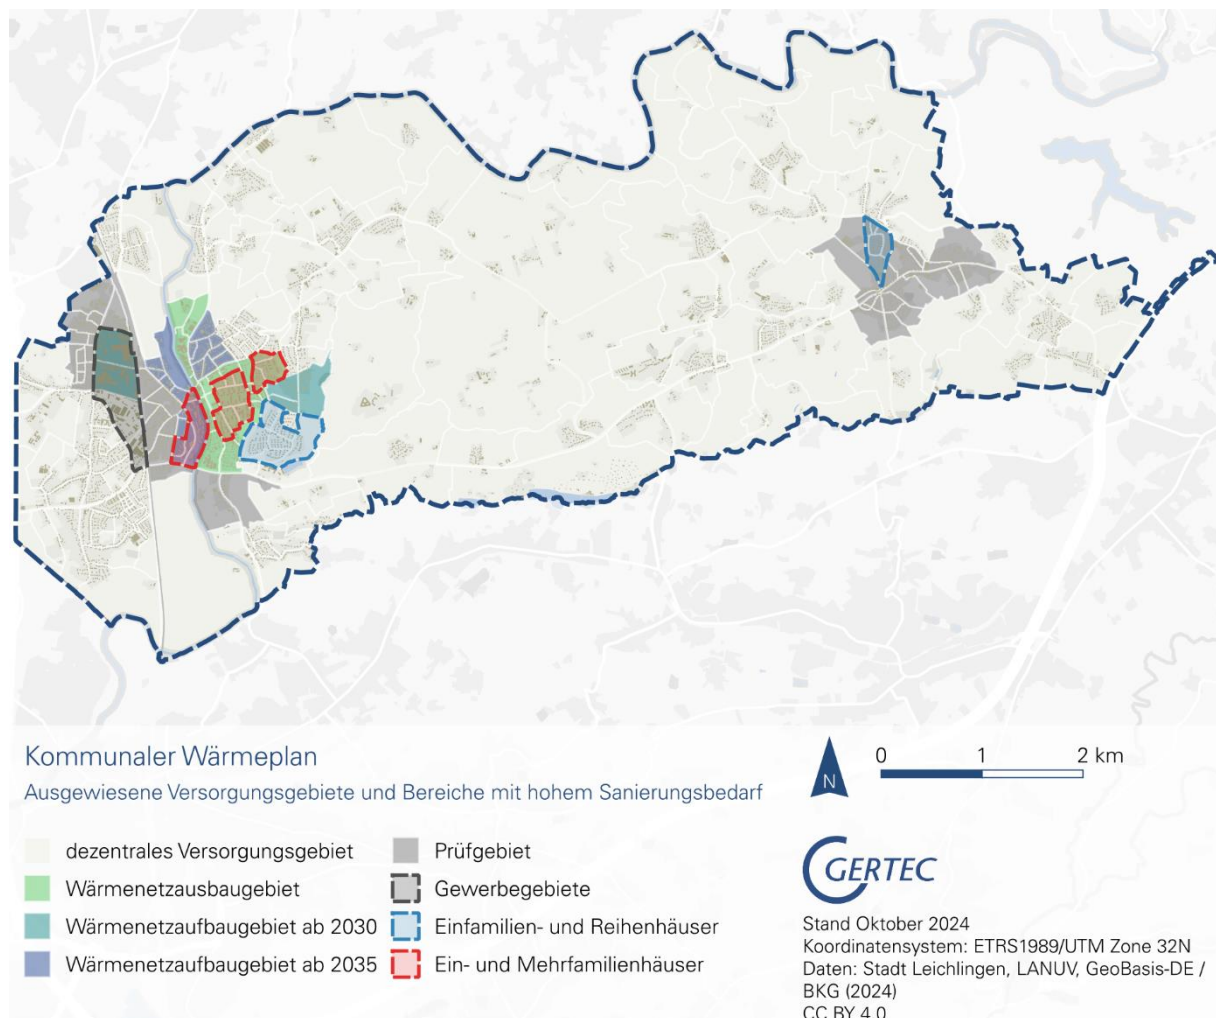 Kommunaler Wärmeplan
Ausgewiesene Versorgungsgebiete und Bereiche mit hohem Sanierungsbedarf
dezentrales Versorgungsgebiet
Wärmenetzausbaugebiet
Wärmenetzaufbaugebiet ab 2030
Wärmenetzaufbaugebiet ab 2035
Prüfgebiet
Gewerbegebiete
Einfamilien- und Reihenhäuser
Ein- und Mehrfamilienhäuser
N
0 1 2 km
GERTEC
Stand Oktober 2024
Koordinatensystem: ETRS1989/UTM Zone 32N
Daten: Stadt Leichlingen, LANUV, GeoBasis-DE /
BKG (2024)
CC BY 4.0